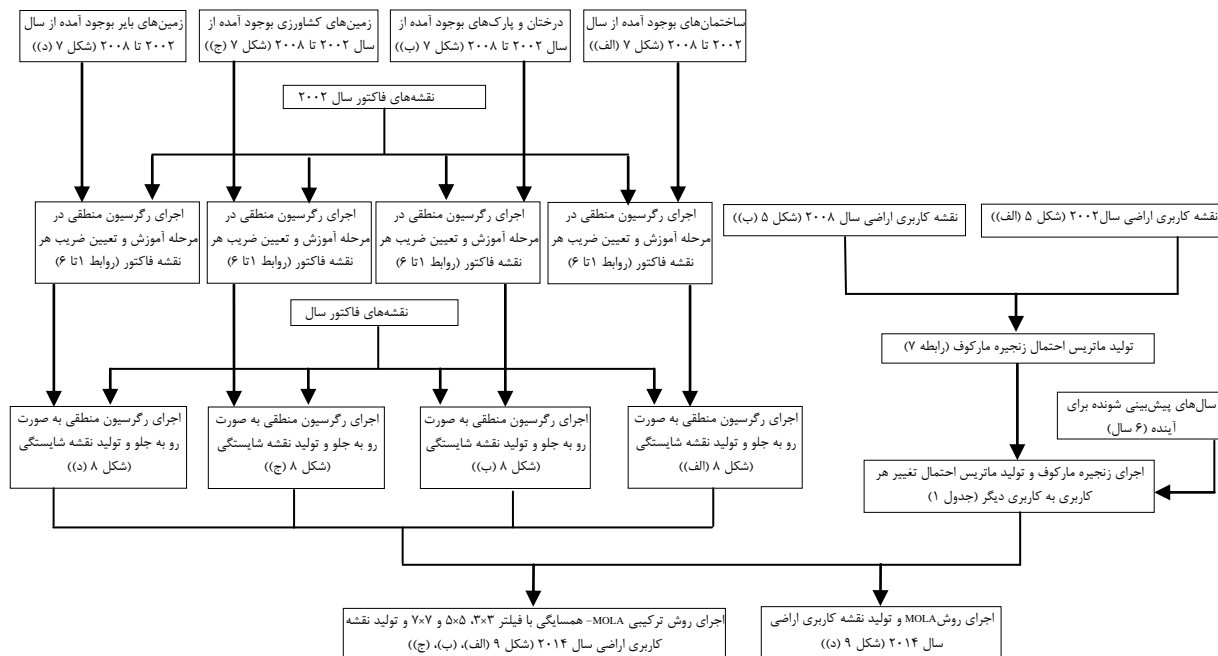 ساختمان‌های بوجود آمده از سال
۲۰۰۲ تا ۲۰۰۸ (شکل ۷ (الف))
درختان و پارک‌های بوجود آمده از
سال ۲۰۰۲ تا ۲۰۰۸ (شکل ۷ (ب))
زمین‌های کشاورزی بوجود آمده از
سال ۲۰۰۲ تا ۲۰۰۸ (شکل ۷ (ج))
زمین‌های بایر بوجود آمده از سال
۲۰۰۲ تا ۲۰۰۸ (شکل ۷ (د))
نقشه‌های فاکتور سال ۲۰۰۲
اجرای رگرسیون منطقی در
مرحله آموزش و تعیین ضریب هر
نقشه فاکتور (روابط ۱تا ۶)
اجرای رگرسیون منطقی در
مرحله آموزش و تعیین ضریب هر
نقشه فاکتور (روابط ۱تا ۶)
اجرای رگرسیون منطقی در
مرحله آموزش و تعیین ضریب هر
نقشه فاکتور (روابط ۱تا ۶)
اجرای رگرسیون منطقی در
مرحله آموزش و تعیین ضریب هر
نقشه فاکتور (روابط ۱تا ۶)
نقشه کاربری اراضی سال۲۰۰۲ (شکل ۵ (الف))
نقشه کاربری اراضی سال ۲۰۰۸ (شکل ۵ (ب))
نقشه‌های فاکتور سال
تولید ماتریس احتمال زنجیره مارکوف (رابطه ۷)
سال‌های پیش‌بینی شونده برای
آینده (۶ سال)
اجرای رگرسیون منطقی به صورت
رو به جلو و تولید نقشه شایستگی
(شکل ۸ (الف))
اجرای رگرسیون منطقی به صورت
رو به جلو و تولید نقشه شایستگی
(شکل ۸ (ب))
اجرای رگرسیون منطقی به صورت
رو به جلو و تولید نقشه شایستگی
(شکل ۸ (ج))
اجرای رگرسیون منطقی به صورت
رو به جلو و تولید نقشه شایستگی
(شکل ۸ (د))
اجرای زنجیره مارکوف و تولید ماتریس احتمال تغییر هر
کاربری به کاربری دیگر (جدول ۱)
اجرای روش MOLA و تولید نقشه کاربری اراضی
سال ۲۰۱۴ (شکل ۹ (د))
اجرای روش ترکیبی MOLA- همسایگی با فیلتر ۳×۳، ۵×۵ و ۷×۷ و تولید نقشه
کاربری اراضی سال ۲۰۱۴ (شکل ۹ (الف)، (ب)، (ج))